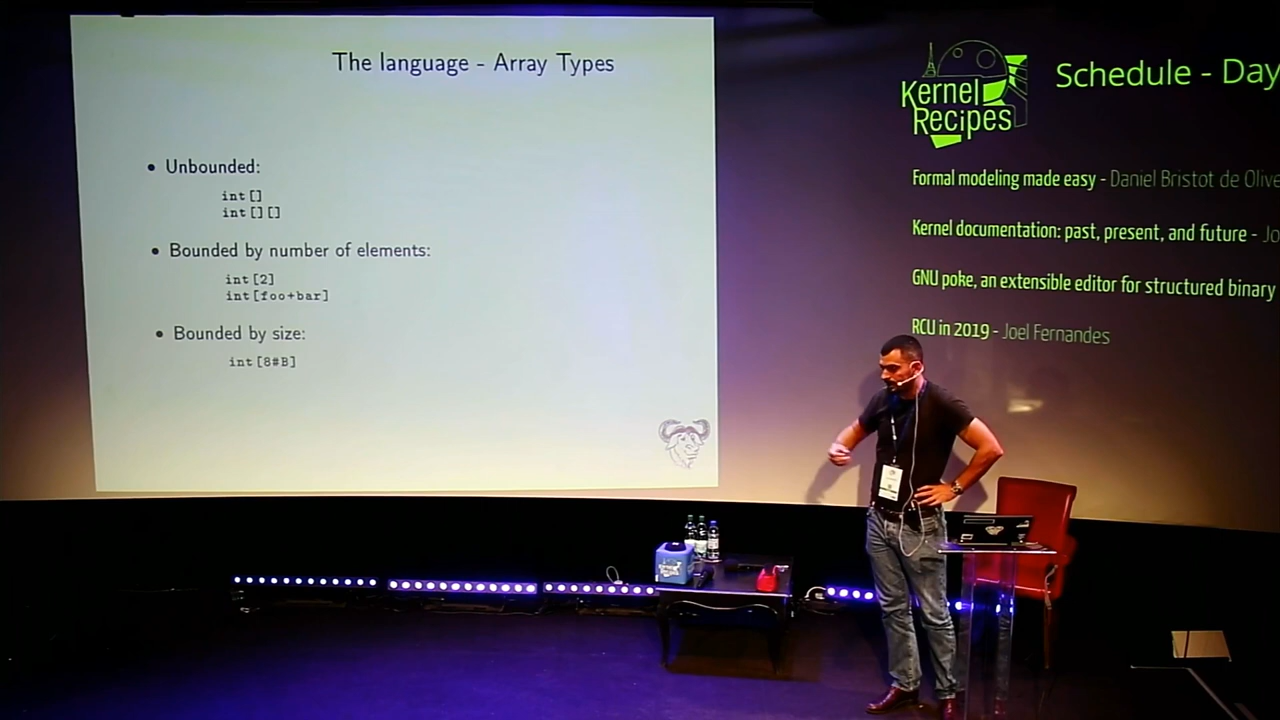 The language - Array Types
• Unbounded:
int[]
int[][]
• Bounded by number of elements:
int[2]
int[foo+bar]
• Bounded by size:
int[8#B]
Kernel
Recipes
Schedule - Day
Formal modeling made easy - Daniel Bristot de Olive
Kernel documentation: past, present, and future - Jo
GNU poke, an extensible editor for structured binary
RCU in 2019 - Joel Fernandes